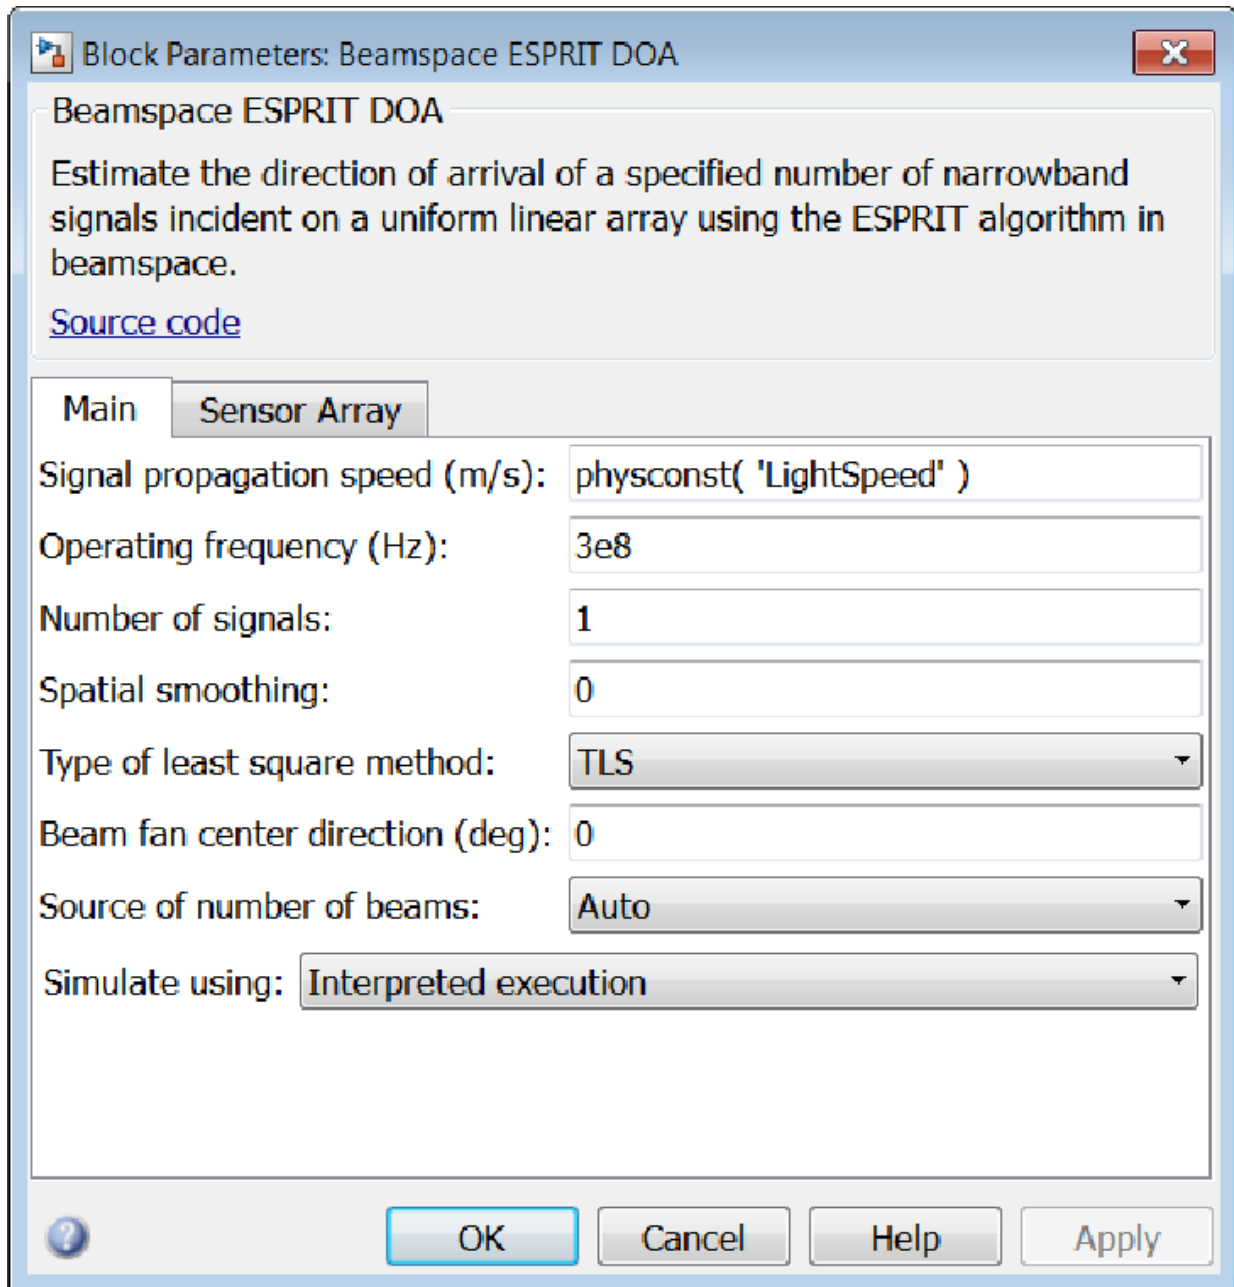 Block Parameters: Beamspace ESPRIT DOA
Beamspace ESPRIT DOA
Estimate the direction of arrival of a specified number of narrowband
signals incident on a uniform linear array using the ESPRIT algorithm in
beamspace.
Source code
Main Sensor Array
Signal propagation speed (m/s): physconst( 'LightSpeed' )
Operating frequency (Hz): 3e8
Number of signals: 1
Spatial smoothing: 0
Type of least square method: TLS
Beam fan center direction (deg): 0
Source of number of beams: Auto
Simulate using: Interpreted execution
OK Cancel Help Apply